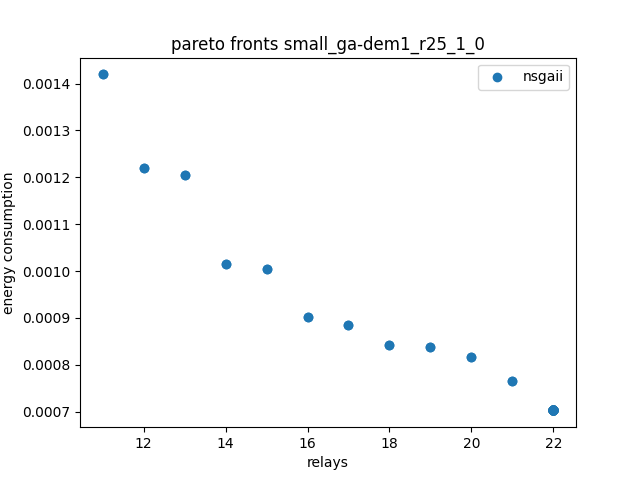 pareto fronts small_ga-dem1_r25_1_0
nsgaii
0.0014
0.0013
0.0012
0.0011
0.0010
0.0009
0.0008
0.0007
energy consumption
12 14 16 18 20 22
relays